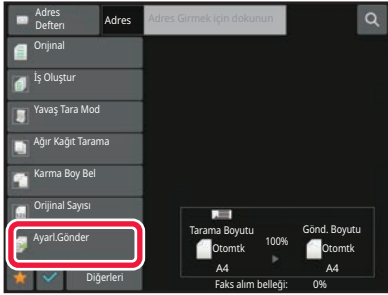 Adres
Defteri
Adres
Adres Girmek için dokunun
Orijinal
İş Oluştur
Yavaş Tara Mod
Ağır Kağıt Tarama
Karma Boy Bel
Orijinal Sayısı
Ayarl.Gönder
Diğerleri
Tarama Boyutu
Otomtk
A4
100%
Gönd. Boyutu
Otomtk
A4
Faks alım belleği: 0%